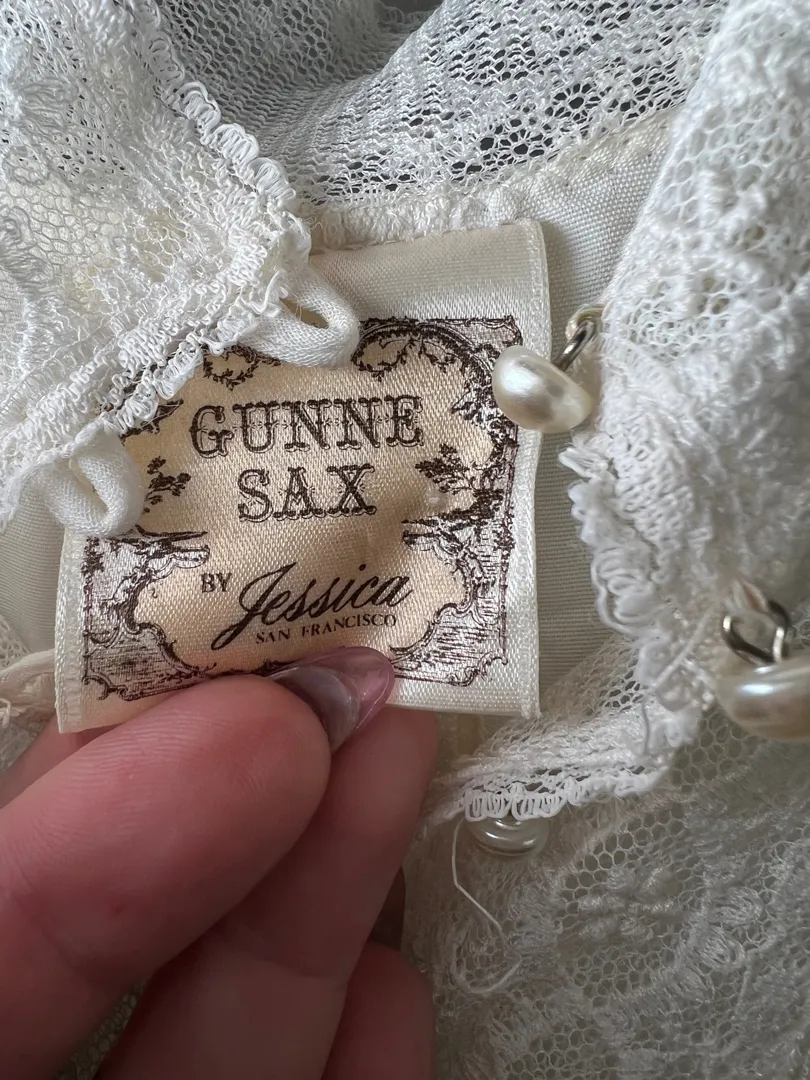 GUNNE
SAX
BY Jessica
SAN FRANCISCO